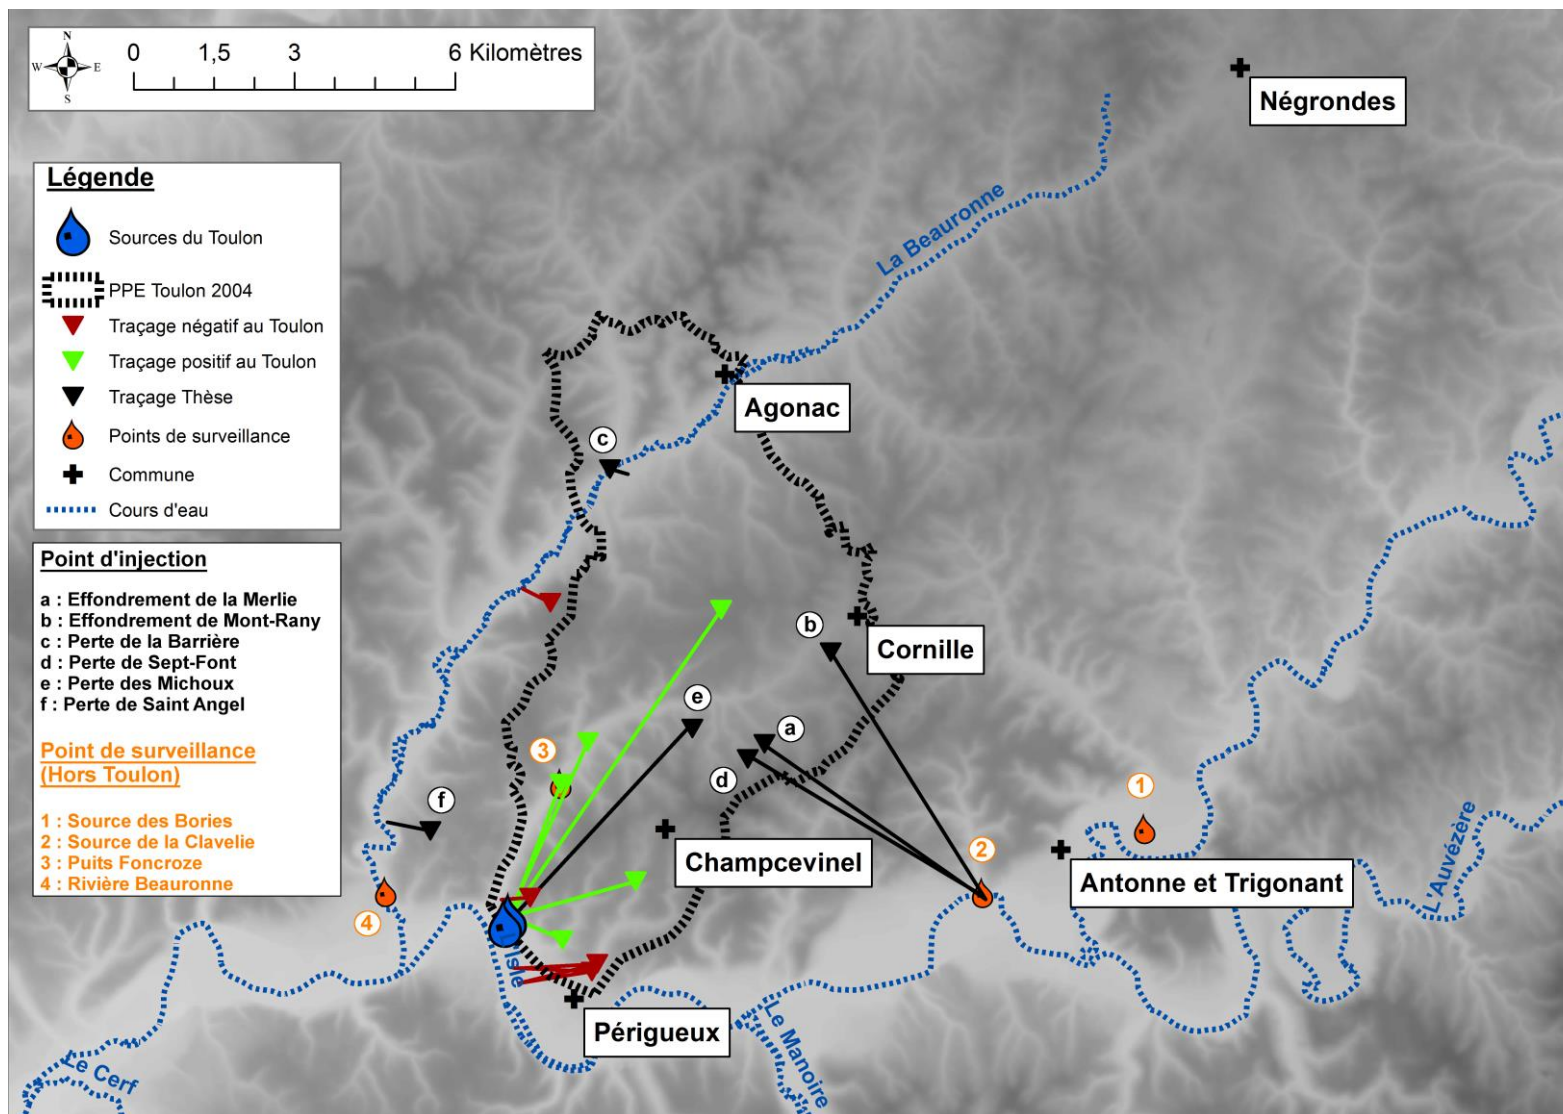 N
W
E
S
0 1,5 3 6 Kilomètres
Négrondes
La Beauronne
Légende
Sources du Toulon
PPE Toulon 2004
Traçage négatif au Toulon
Traçage positif au Toulon
Traçage Thèse
Points de surveillance
Commune
Cours d'eau
Agonac
c
Point d'injection
a : Effondrement de la Merlie
b : Effondrement de Mont-Rany
c : Perte de la Barrière
d : Perte de Sept-Font
e : Perte des Michoux
f : Perte de Saint Angel
Point de surveillance
(Hors Toulon)
1 : Source des Bories
2 : Source de la Clavelie
3 : Puits Foncroze
4 : Rivière Beauronne
b
Cornille
e
a
3
d
f
1
2
Champcevinel
Antonne et Trigonant
L'Auvézère
4
Isle
Périgueux
Le Manoire
Le Cerf